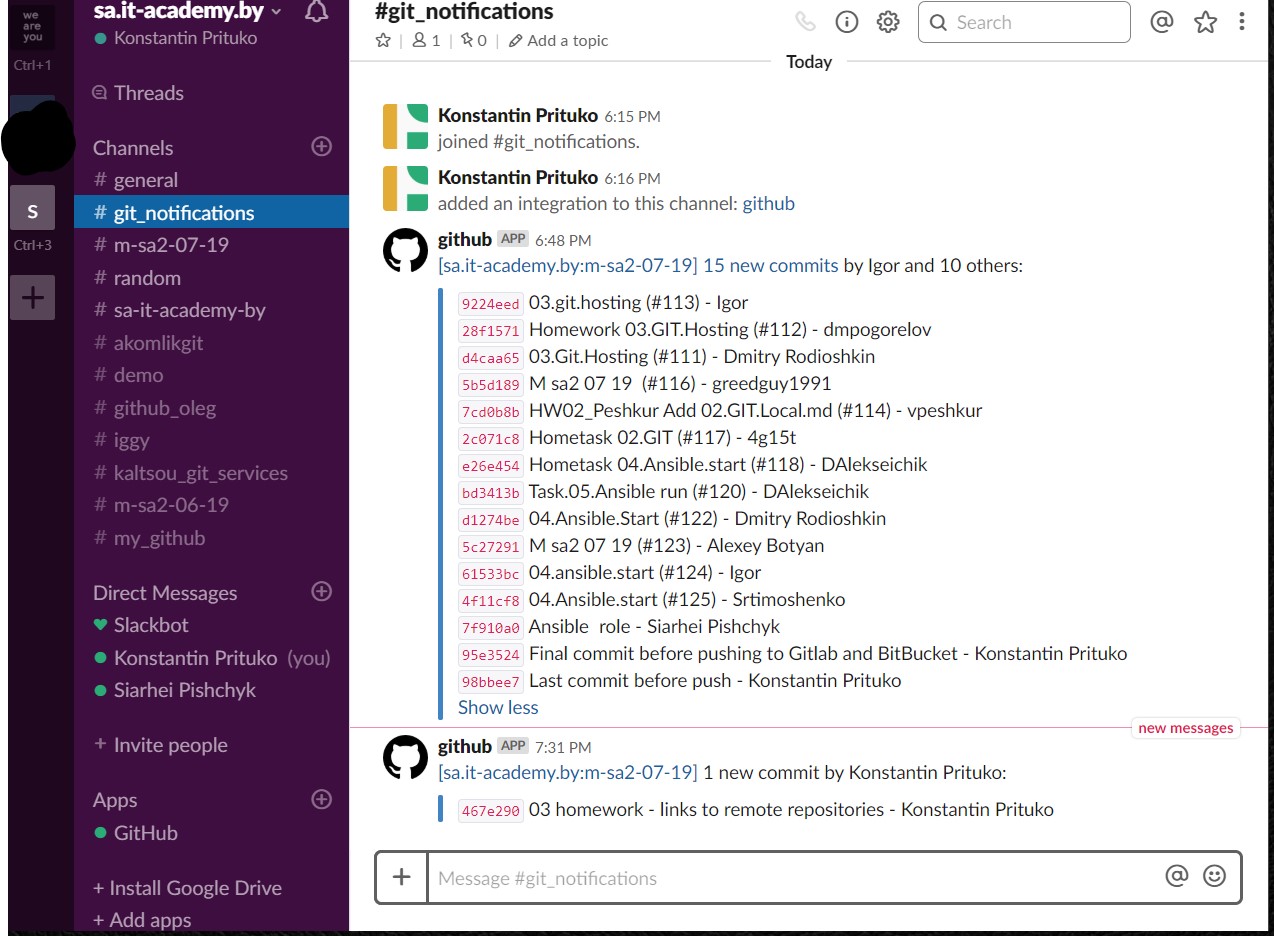 we
are
you
Ctrl+1
S
Ctrl+3
sa.it-academy.by
Konstantin Prituko
Threads
Channels
# general
# git_notifications
# m-sa2-07-19
# random
# sa-it-academy-by
# akomlikgit
# demo
# github_oleg
# iggy
# kaltsou_git_services
# m-sa2-06-19
# my_github
Direct Messages
Slackbot
Konstantin Prituko (you)
Siarhei Pishchyk
+ Invite people
Apps
GitHub
+ Install Google Drive
+ Add apps
#git_notifications
1 | 0 | Add a topic
Search
Today
Konstantin Prituko 6:15 PM
joined #git_notifications.
Konstantin Prituko 6:16 PM
added an integration to this channel: github
github APP 6:48 PM
[sa.it-academy.by:m-sa2-07-19] 15 new commits by Igor and 10 others:
9224eed 03.git.hosting (#113) - Igor
28f1571 Homework 03.GIT.Hosting (#112) - dmpogorelov
d4caa65 03.Git.Hosting (#111) - Dmitry Rodioshkin
5b5d189 M sa2 07 19 (#116) - greedguy1991
7cd0b8b HW02_Peshkur Add 02.GIT.Local.md (#114) - vpeshkur
2c071c8 Hometask 02.GIT (#117) - 4g15t
e26e454 Hometask 04.Ansible.start (#118) - DAlekseichik
bd3413b Task.05.Ansible run (#120) - DAlekseichik
d1274be 04.Ansible.Start (#122) - Dmitry Rodioshkin
5c27291 M sa2 07 19 (#123) - Alexey Botyan
61533bc 04.ansible.start (#124) - Igor
4f11cf8 04.Ansible.start (#125) - Srtimoshenko
7f910a0 Ansible role - Siarhei Pishchyk
95e3524 Final commit before pushing to Gitlab and BitBucket - Konstantin Prituko
98bbee7 Last commit before push - Konstantin Prituko
Show less
new messages
github APP 7:31 PM
[sa.it-academy.by:m-sa2-07-19] 1 new commit by Konstantin Prituko:
467e290 03 homework - links to remote repositories - Konstantin Prituko
Message #git_notifications